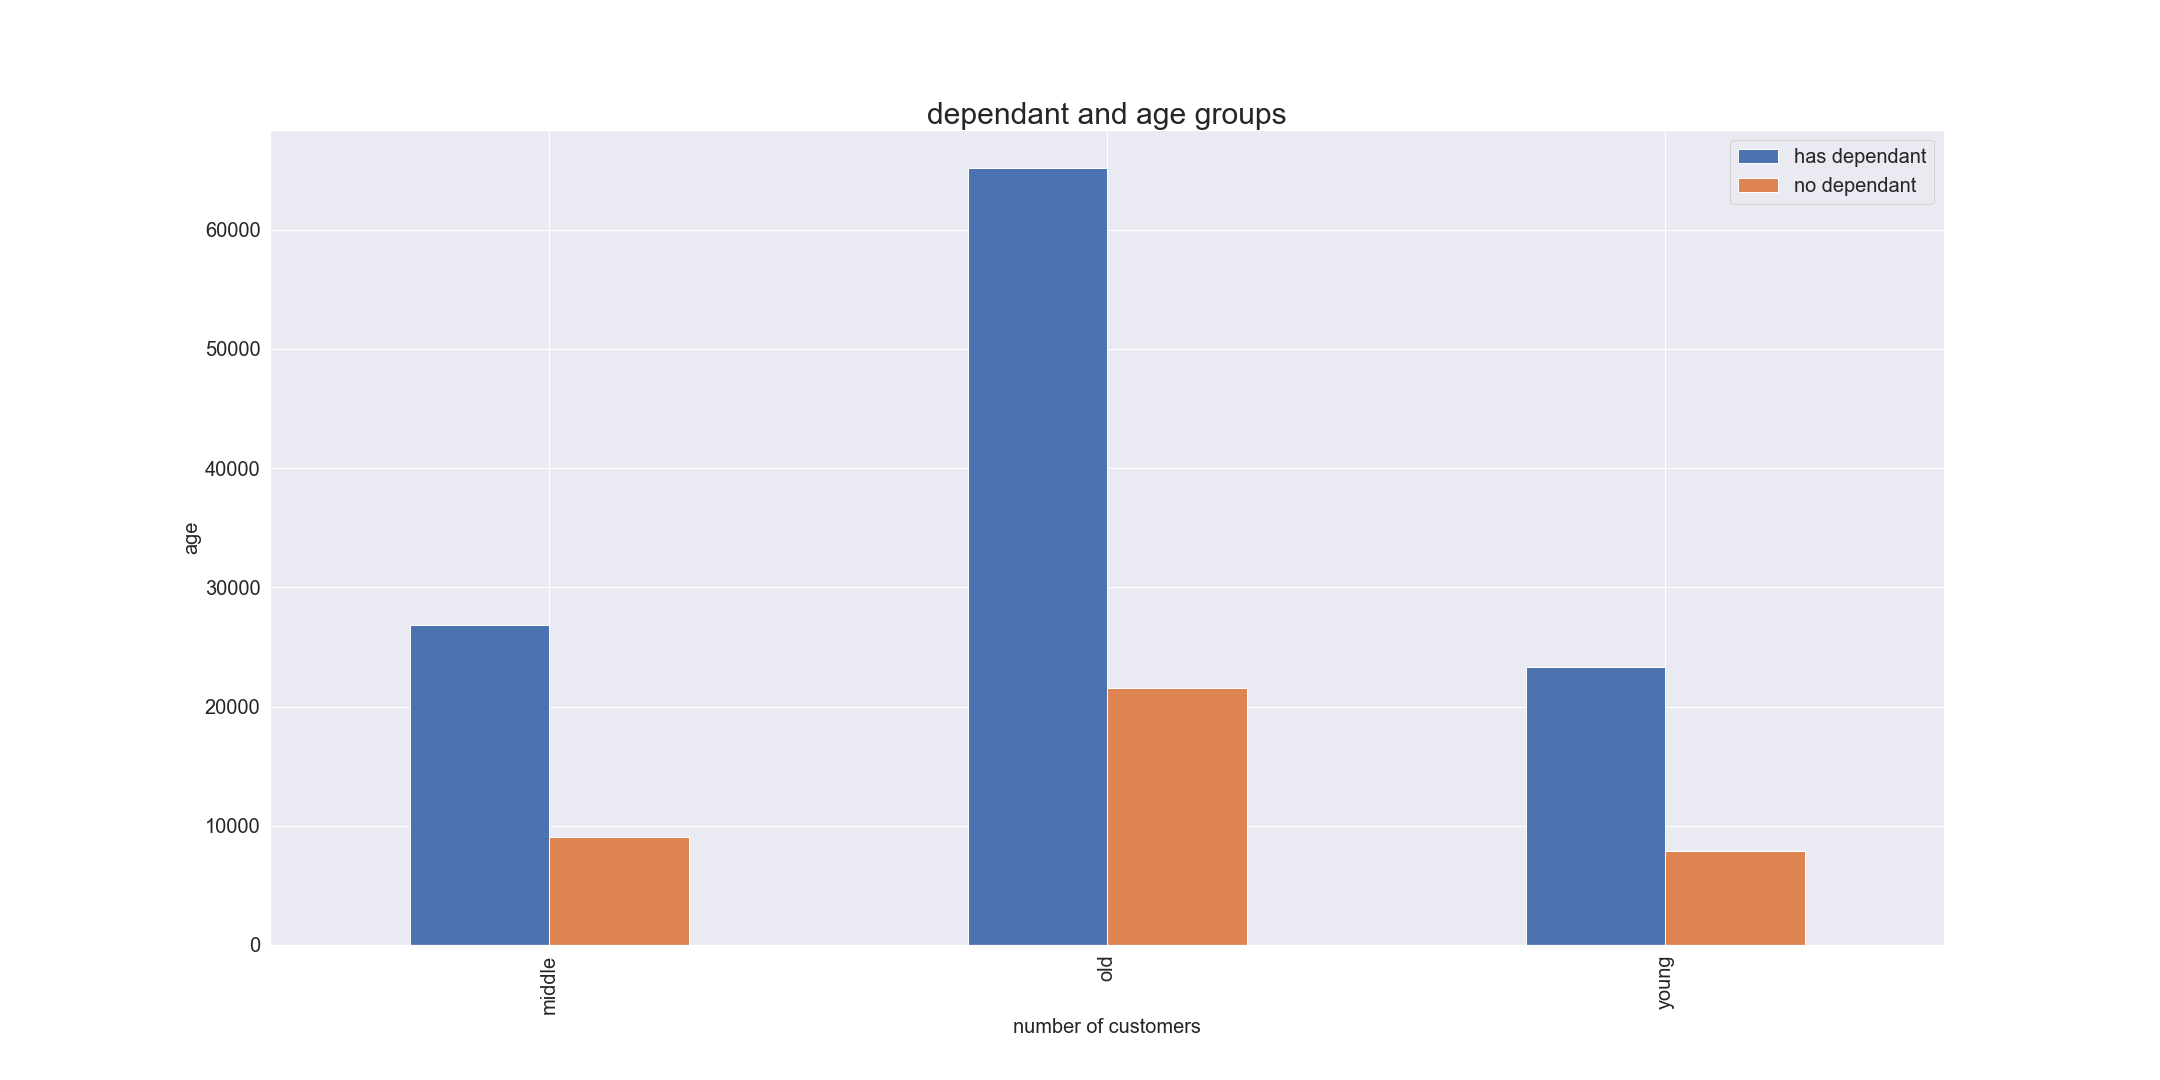 dependant and age groups
has dependant
no dependant
60000
50000
40000
30000
20000
10000
0
age
middle
old
young
number of customers